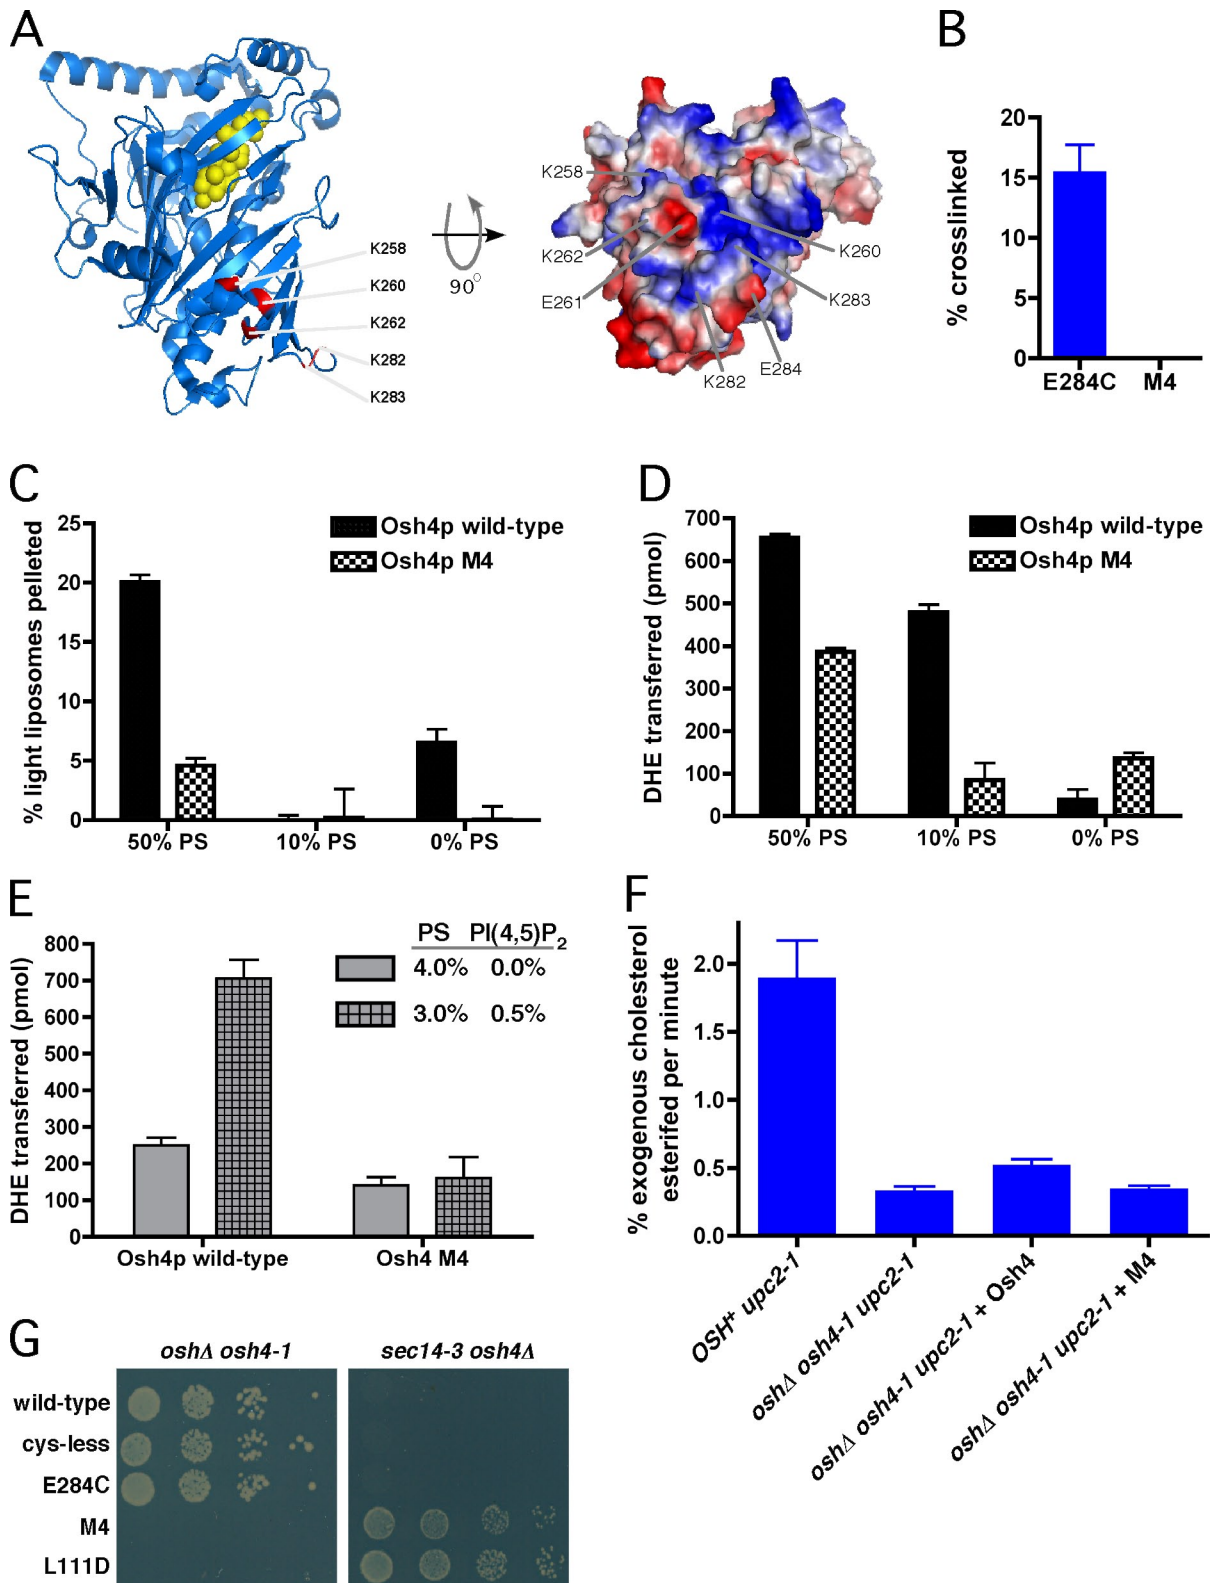 A
K258
K260
K262
K282
K283
90°
K258
K262
E261
K260
K283
E284
K282
B
% crosslinked
20
15
10
5
0
E284C M4
C
% light liposomes pelleted
25
20
15
10
5
0
Osh4p wild-type
Osh4p M4
50% PS 10% PS 0% PS
D
DHE transferred (pmol)
700
600
500
400
300
200
100
0
Osh4p wild-type
Osh4p M4
50% PS 10% PS 0% PS
E
DHE transferred (pmol)
800
700
600
500
400
300
200
100
0
PS PI(4,5)P₂
4.0% 0.0%
3.0% 0.5%
Osh4p wild-type Osh4 M4
F
% exogenous cholesterol
esterifed per minute
2.0
1.5
1.0
0.5
0.0
OSH⁺ upc2-1
oshΔ osh4-1 upc2-1
oshΔ osh4-1 upc2-1 + Osh4
oshΔ osh4-1 upc2-1 + M4
G
oshΔ osh4-1 sec14-3 osh4Δ
wild-type
cys-less
E284C
M4
L111D